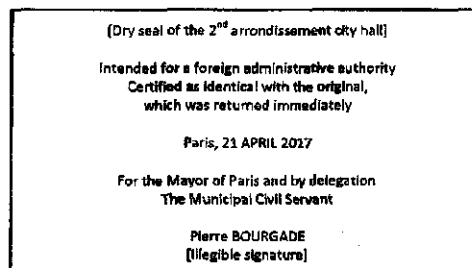 [Dry seal of the 2nd arrondissement city hall]
Intended for a foreign administrative authority
Certified as identical with the original,
which was returned immediately
Paris, 21 APRIL 2017
For the Mayor of Paris and by delegation
The Municipal Civil Servant
Pierre BOURGADE
[Illegible signature]